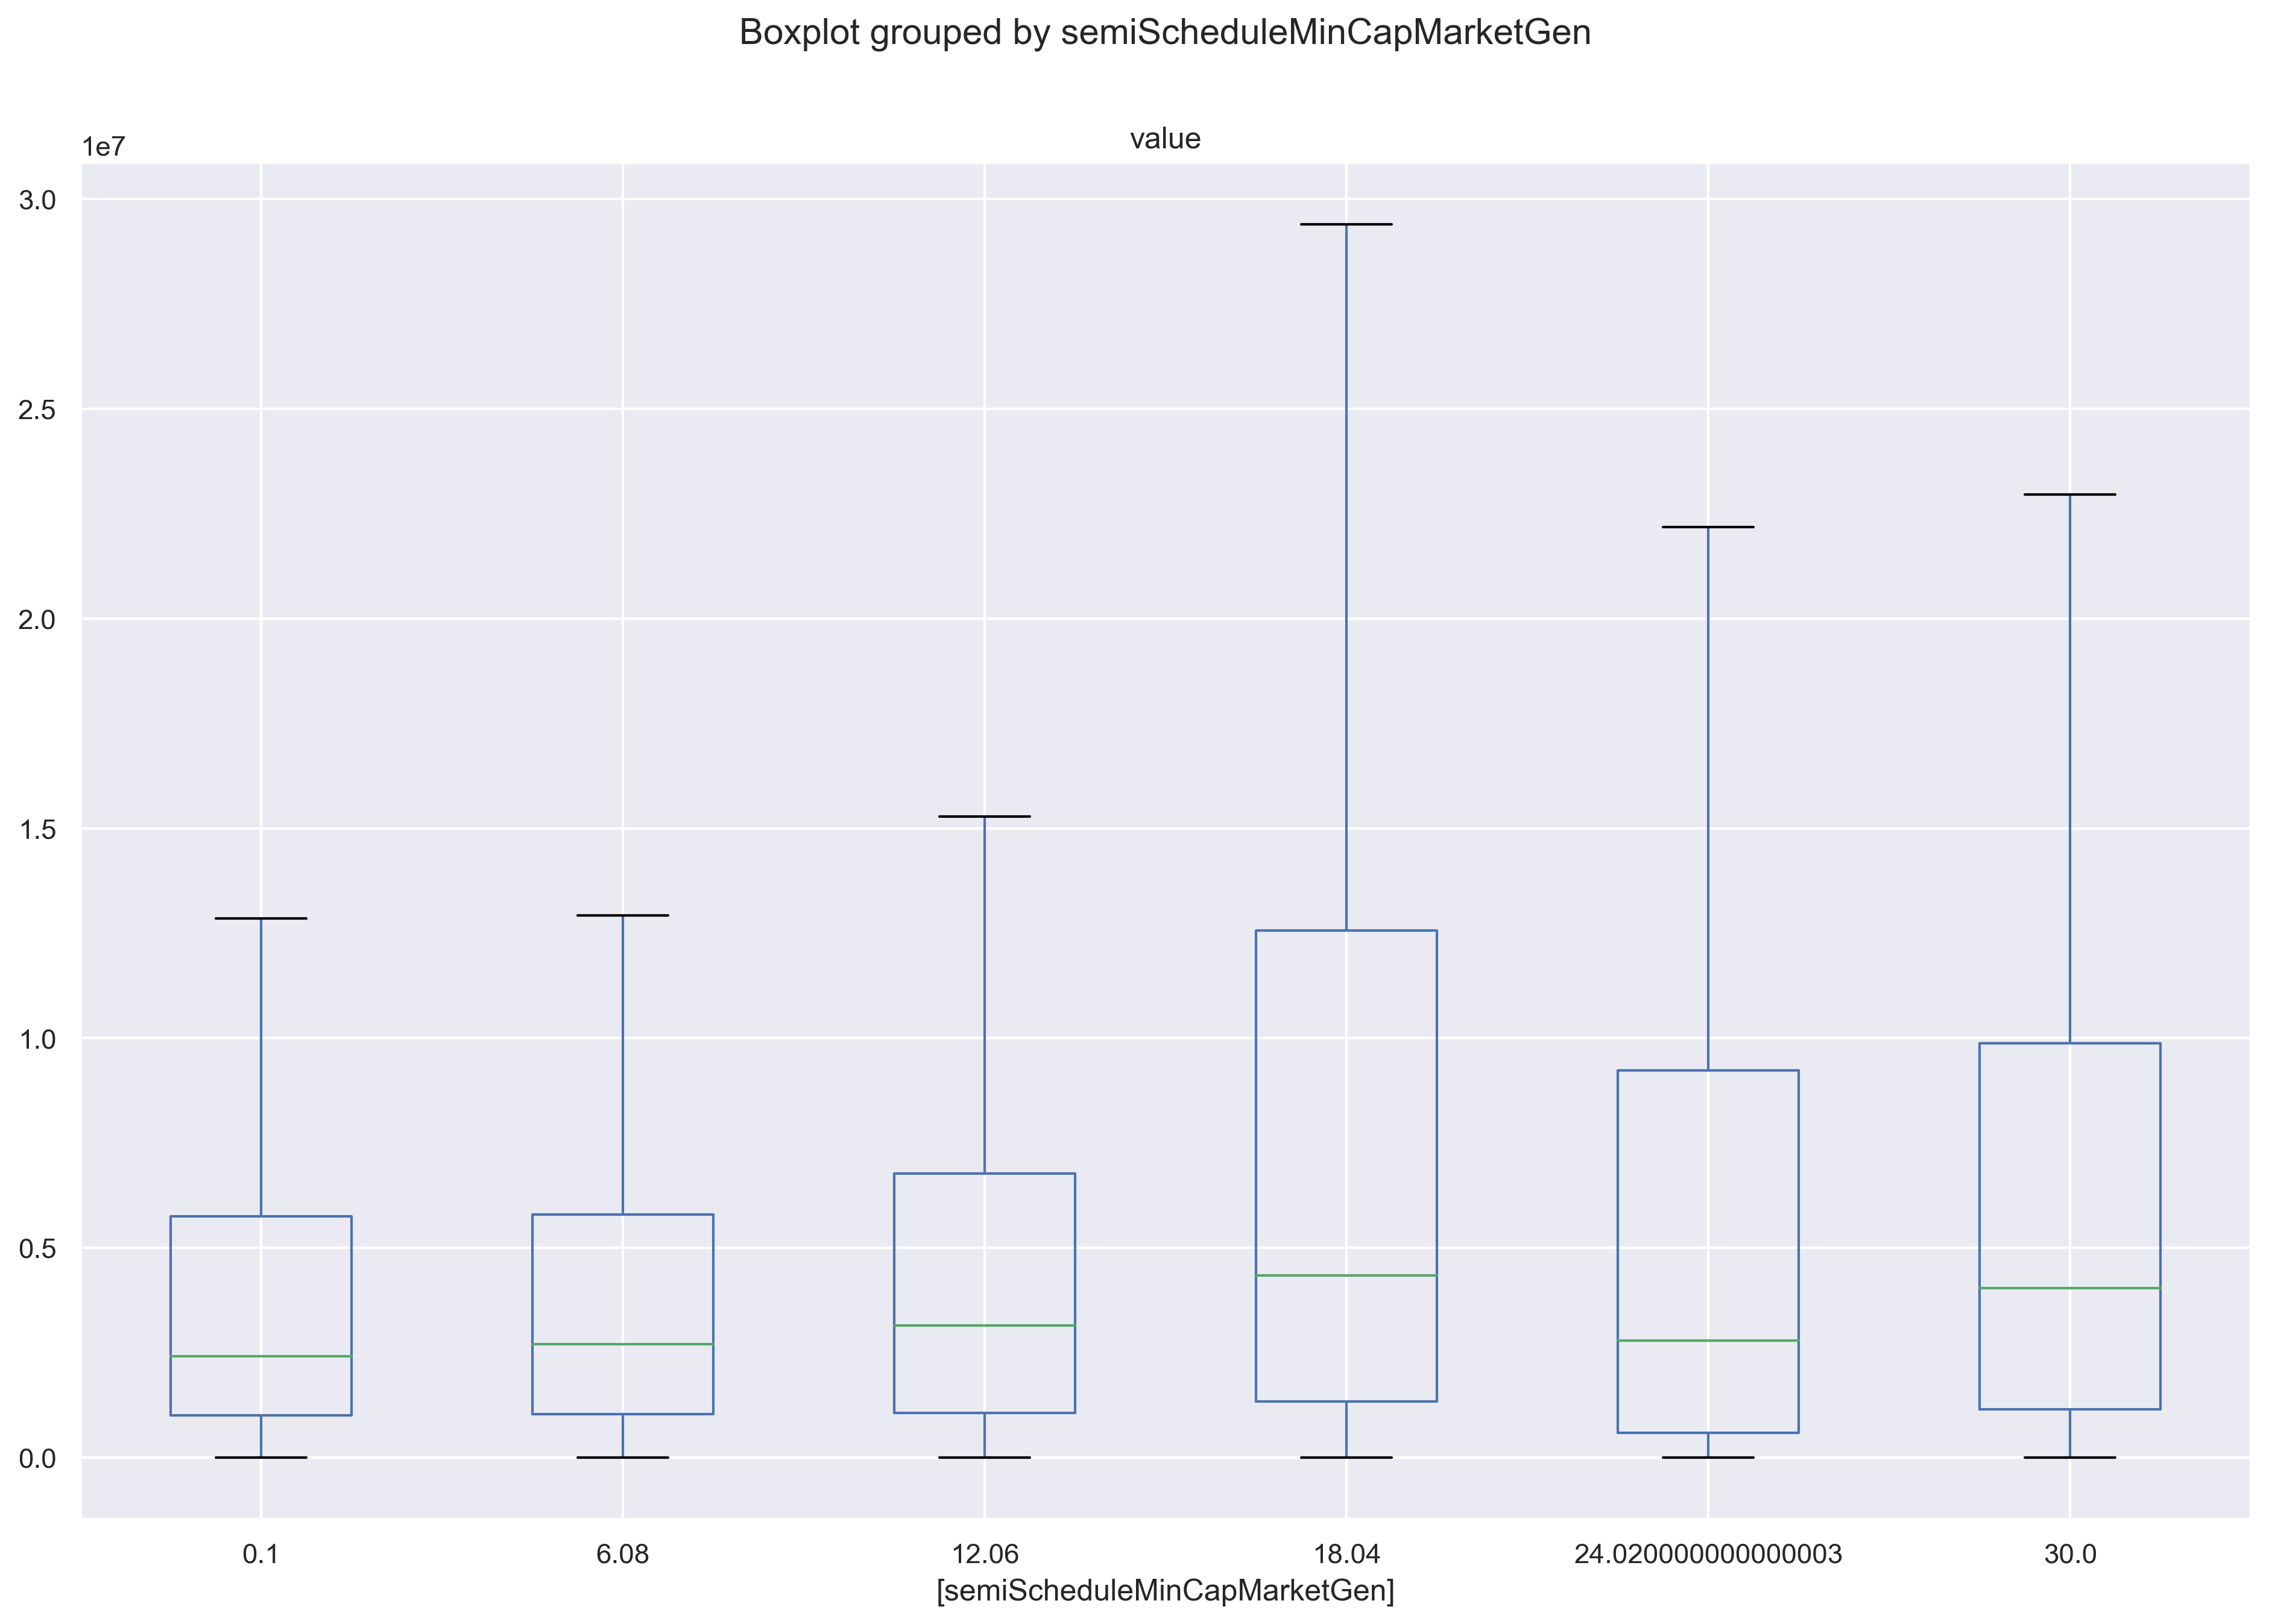 Boxplot grouped by semiScheduleMinCapMarketGen
value
1e7
3.0
2.5
2.0
1.5
1.0
0.5
0.0
0.1 6.08 12.06 18.04 24.020000000000003 30.0
[semiScheduleMinCapMarketGen]